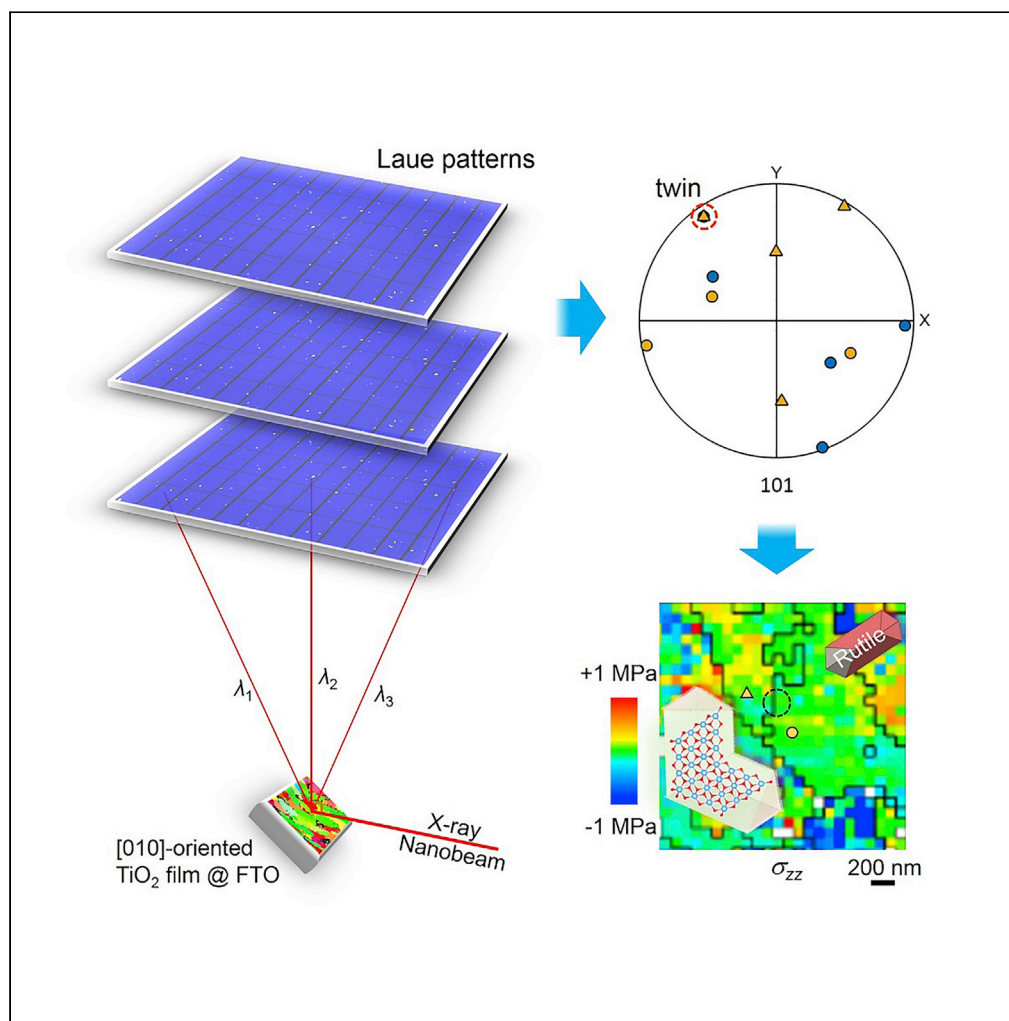 Laue patterns
twin
Y
X
101
λ₁
λ₂
λ₃
X-ray
Nanobeam
[010]-oriented
TiO₂ film @ FTO
+1 MPa
-1 MPa
Rutile
σzz
200 nm